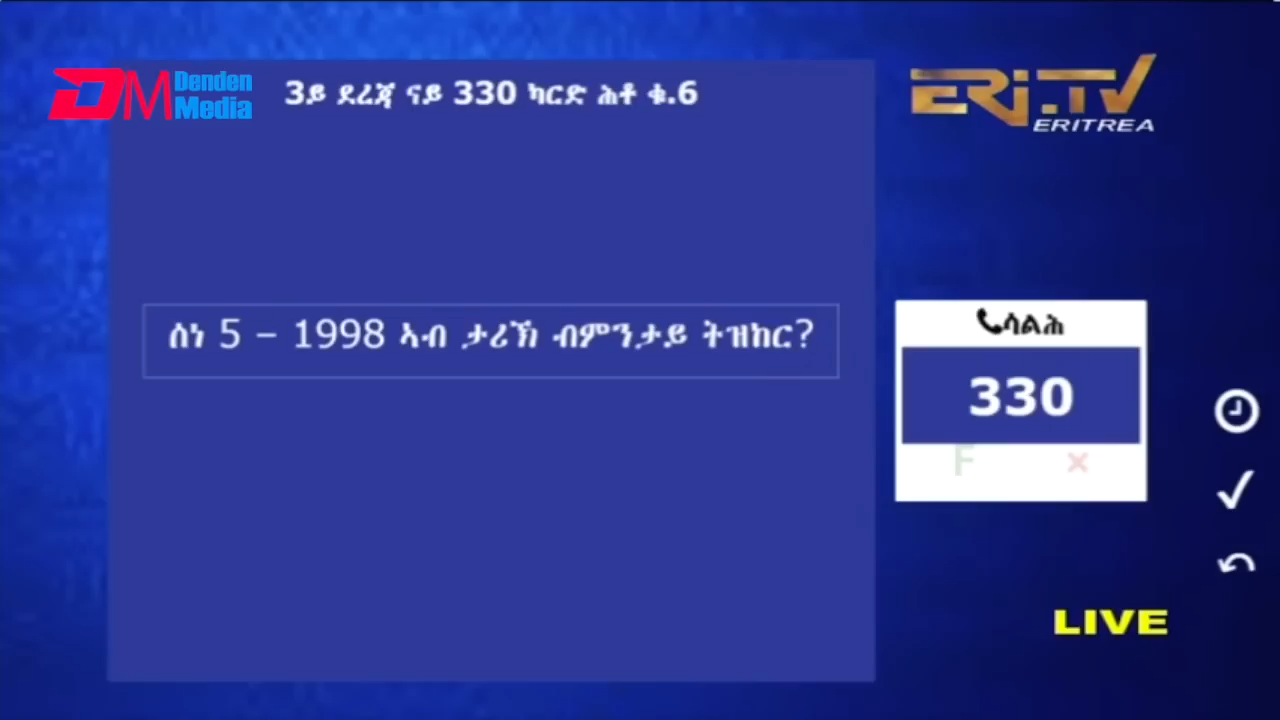 DM Denden Media
3ይ ደረጃ ናይ 330 ካርድ ሕቶ ቁ.6
ERi.TV
ERITREA
ሰነ 5 – 1998 ኣብ ታሪኽ ብምንታይ ትዝከር?
ሳልሕ
330
F ×
LIVE